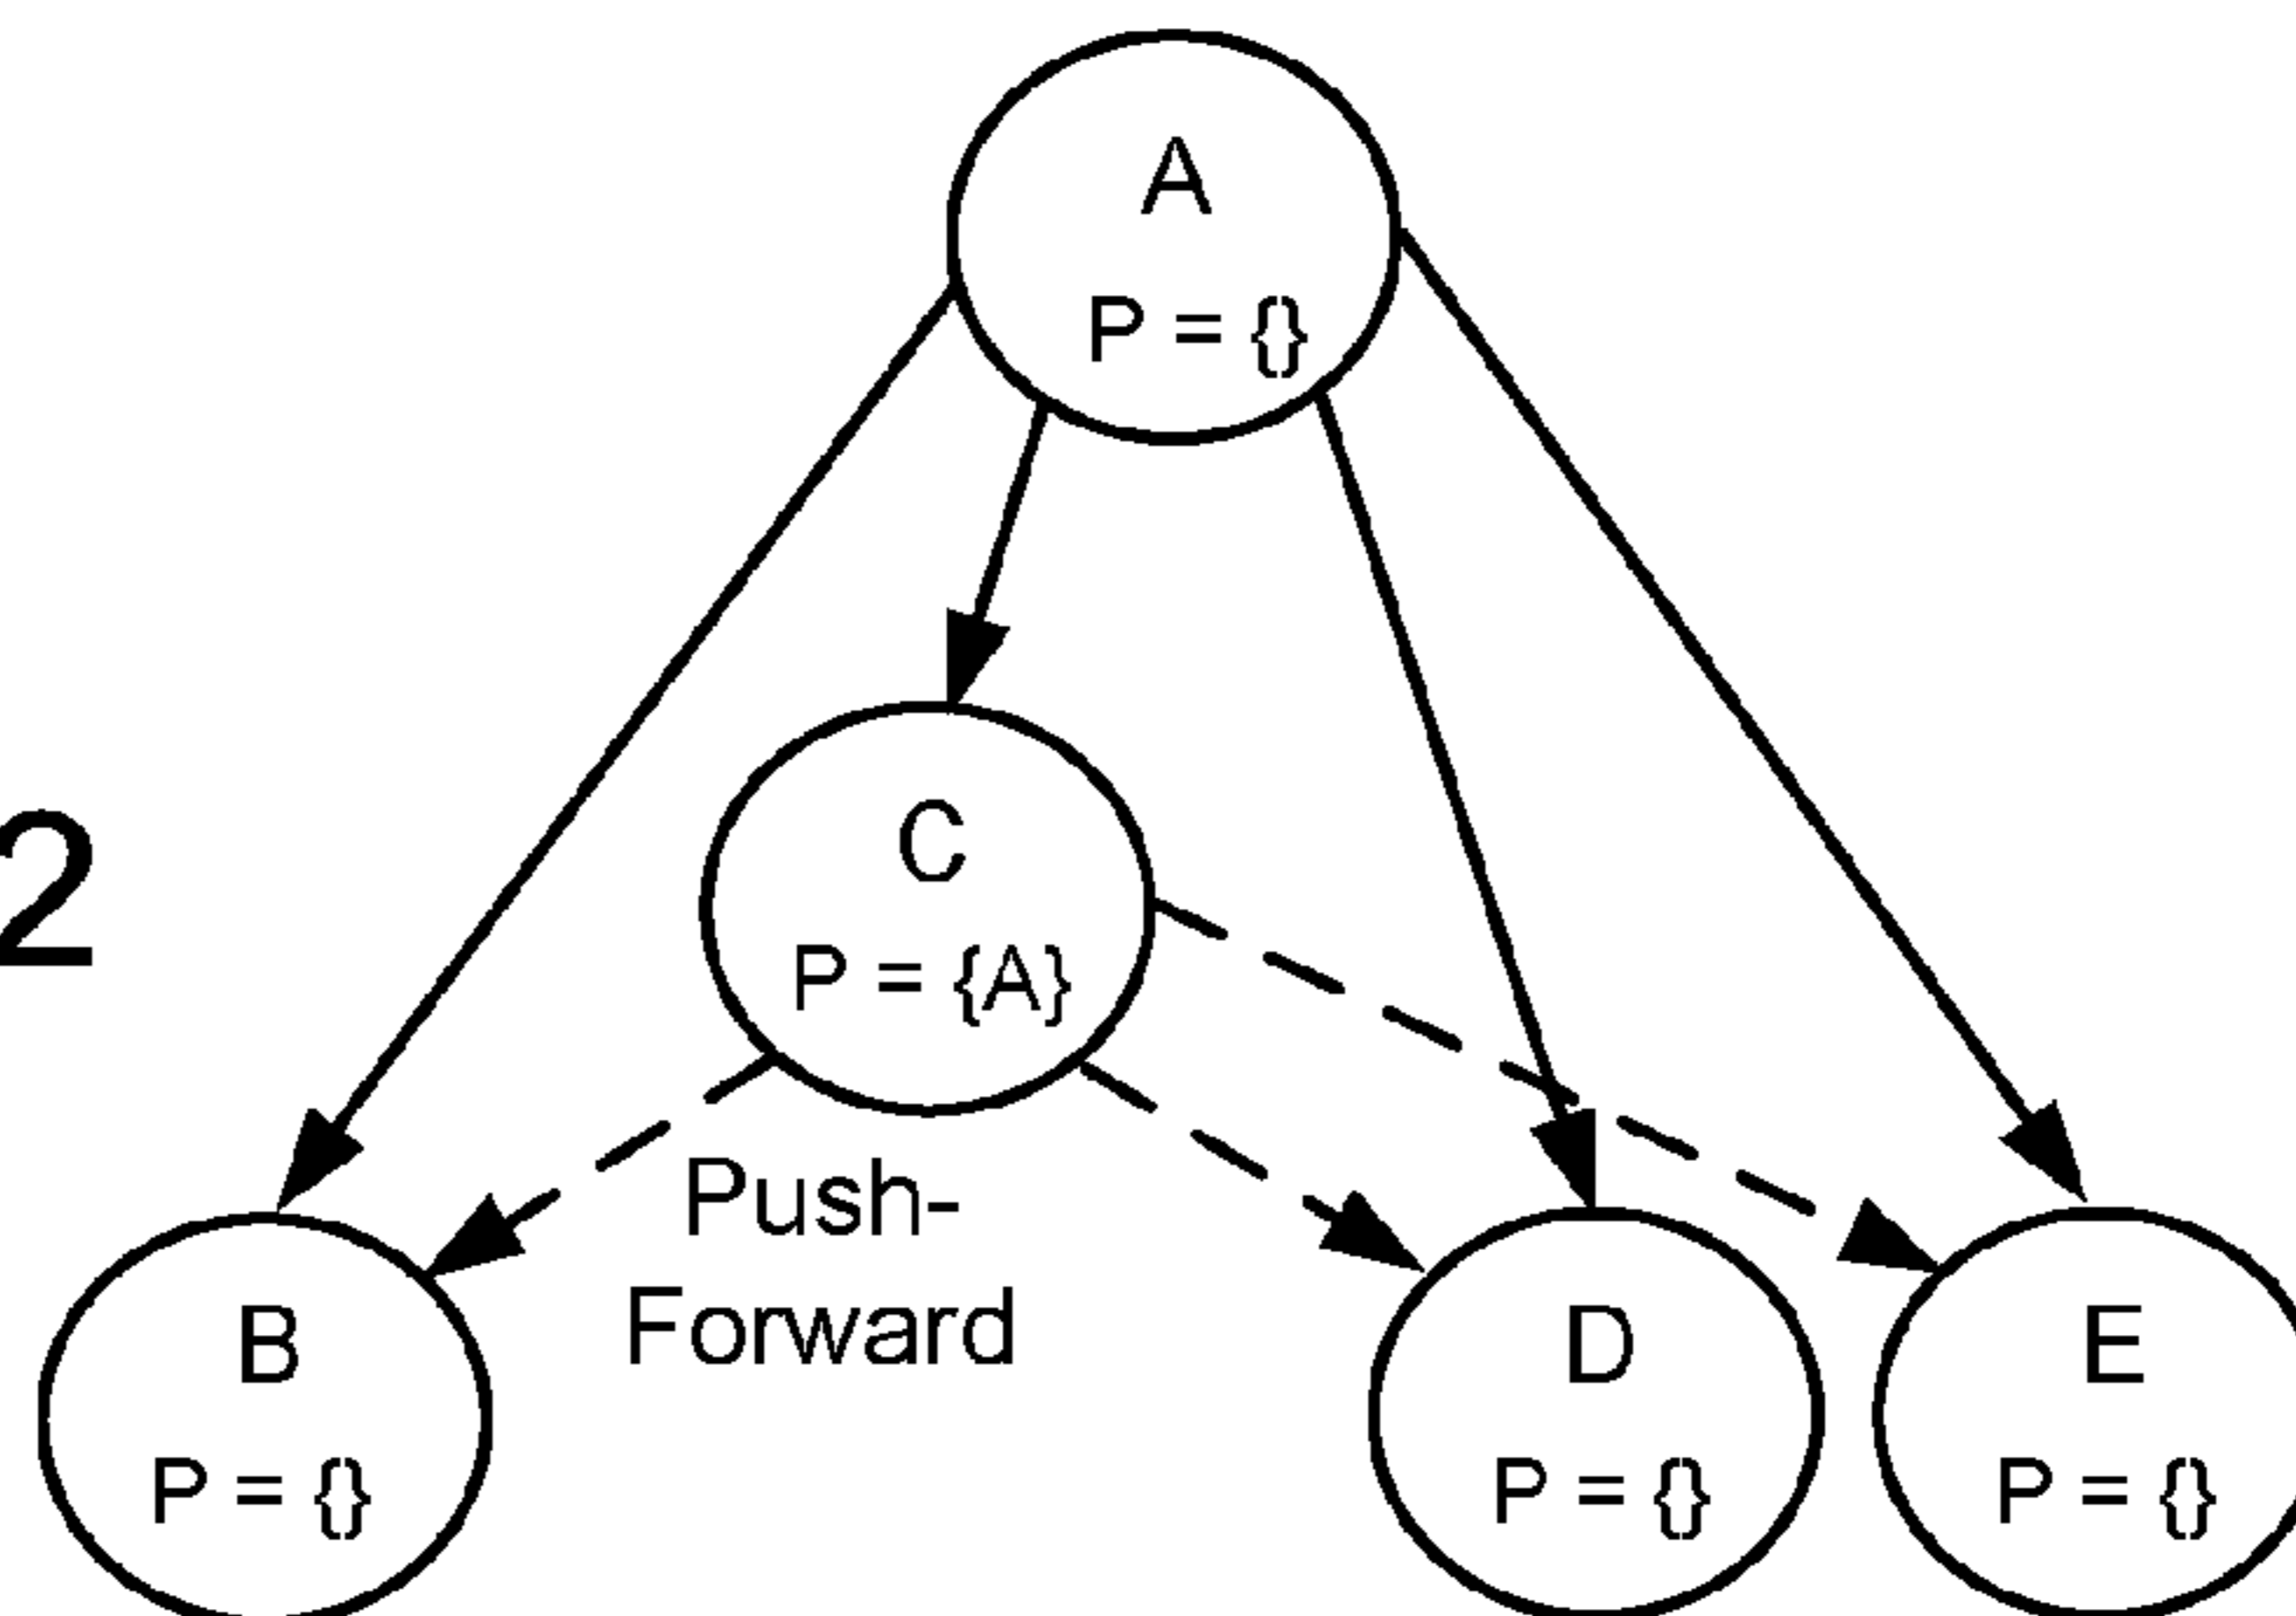 A
P = {}
2
C
P = {A}
Push-
Forward
B
P = {}
D
P = {}
E
P = {}